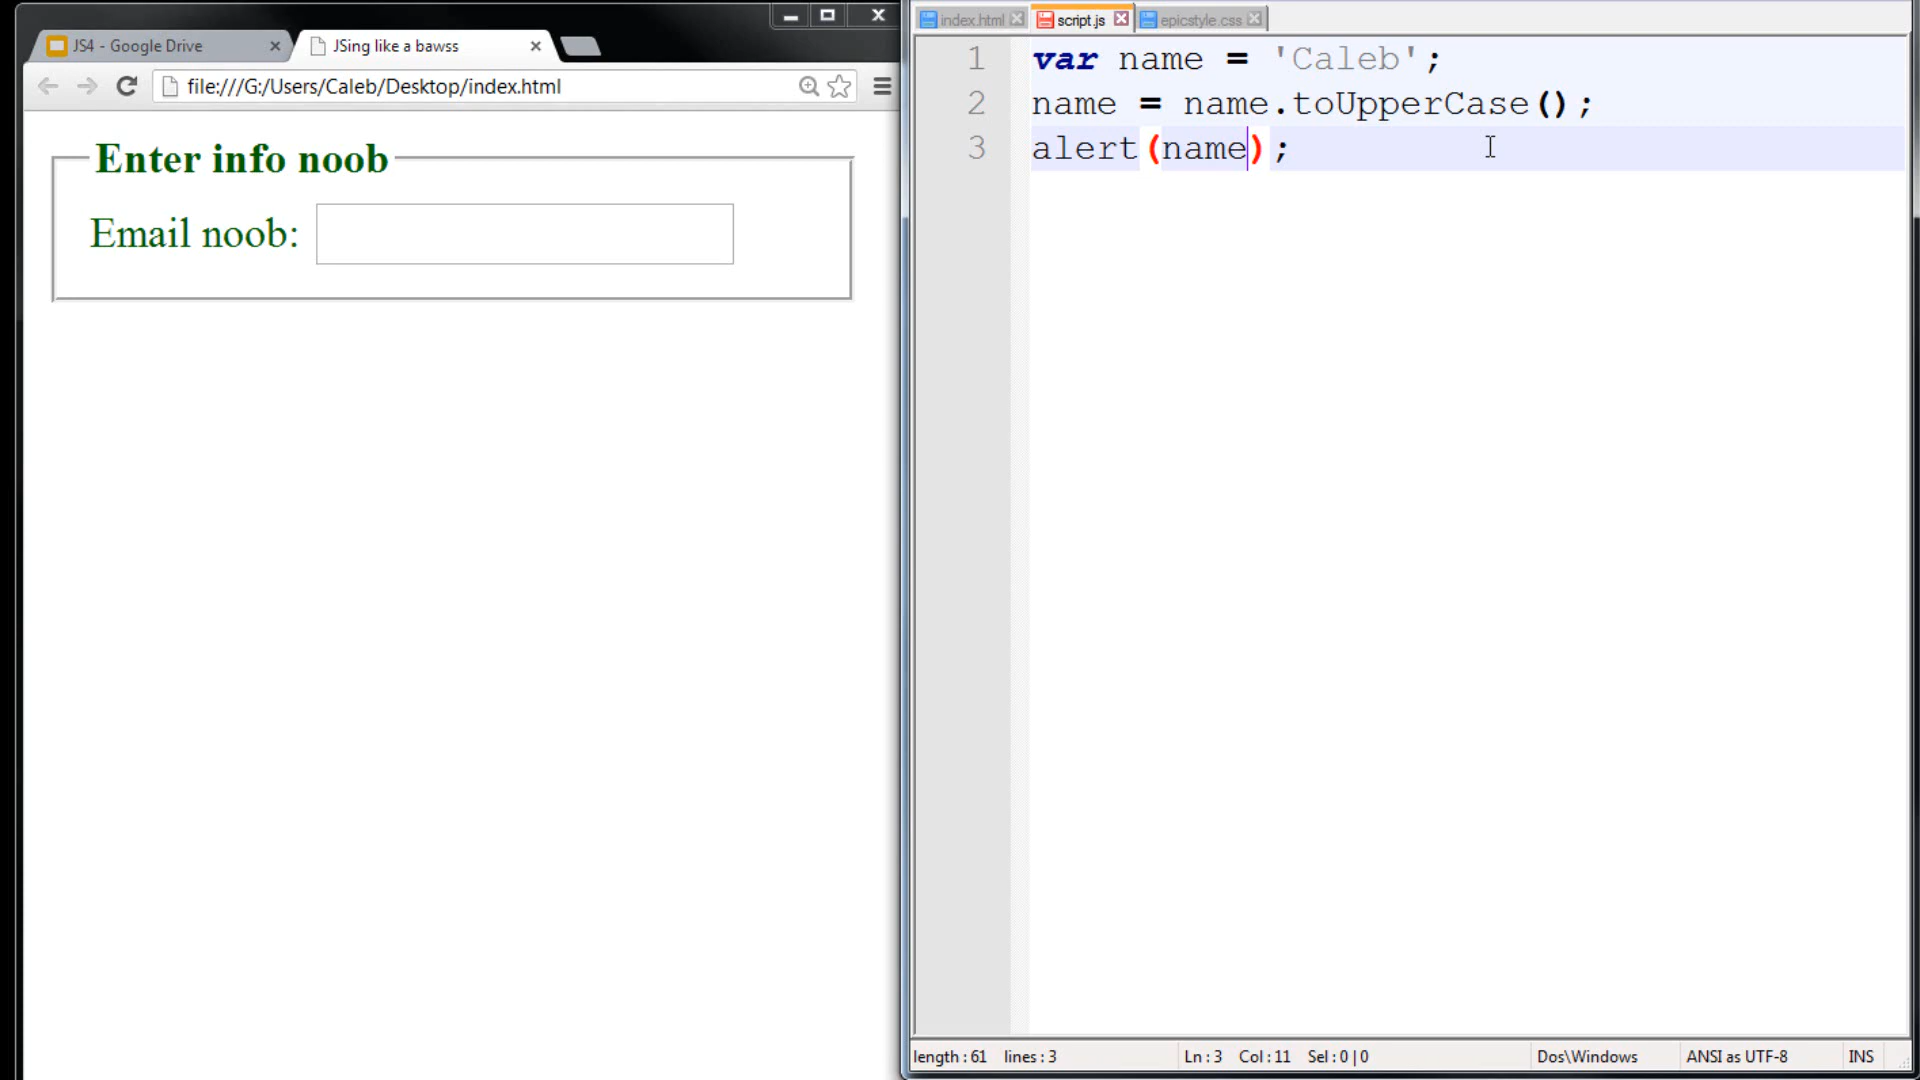 JS4 - Google Drive
JSing like a bawss
file:///G:/Users/Caleb/Desktop/index.html
Enter info noob
Email noob:
index.html
script.js
epicstyle.css
1 var name = 'Caleb';
2 name = name.toUpperCase();
3 alert(name);
length : 61 lines : 3 Ln : 3 Col : 11 Sel : 0 | 0 Dos\Windows ANSI as UTF-8 INS